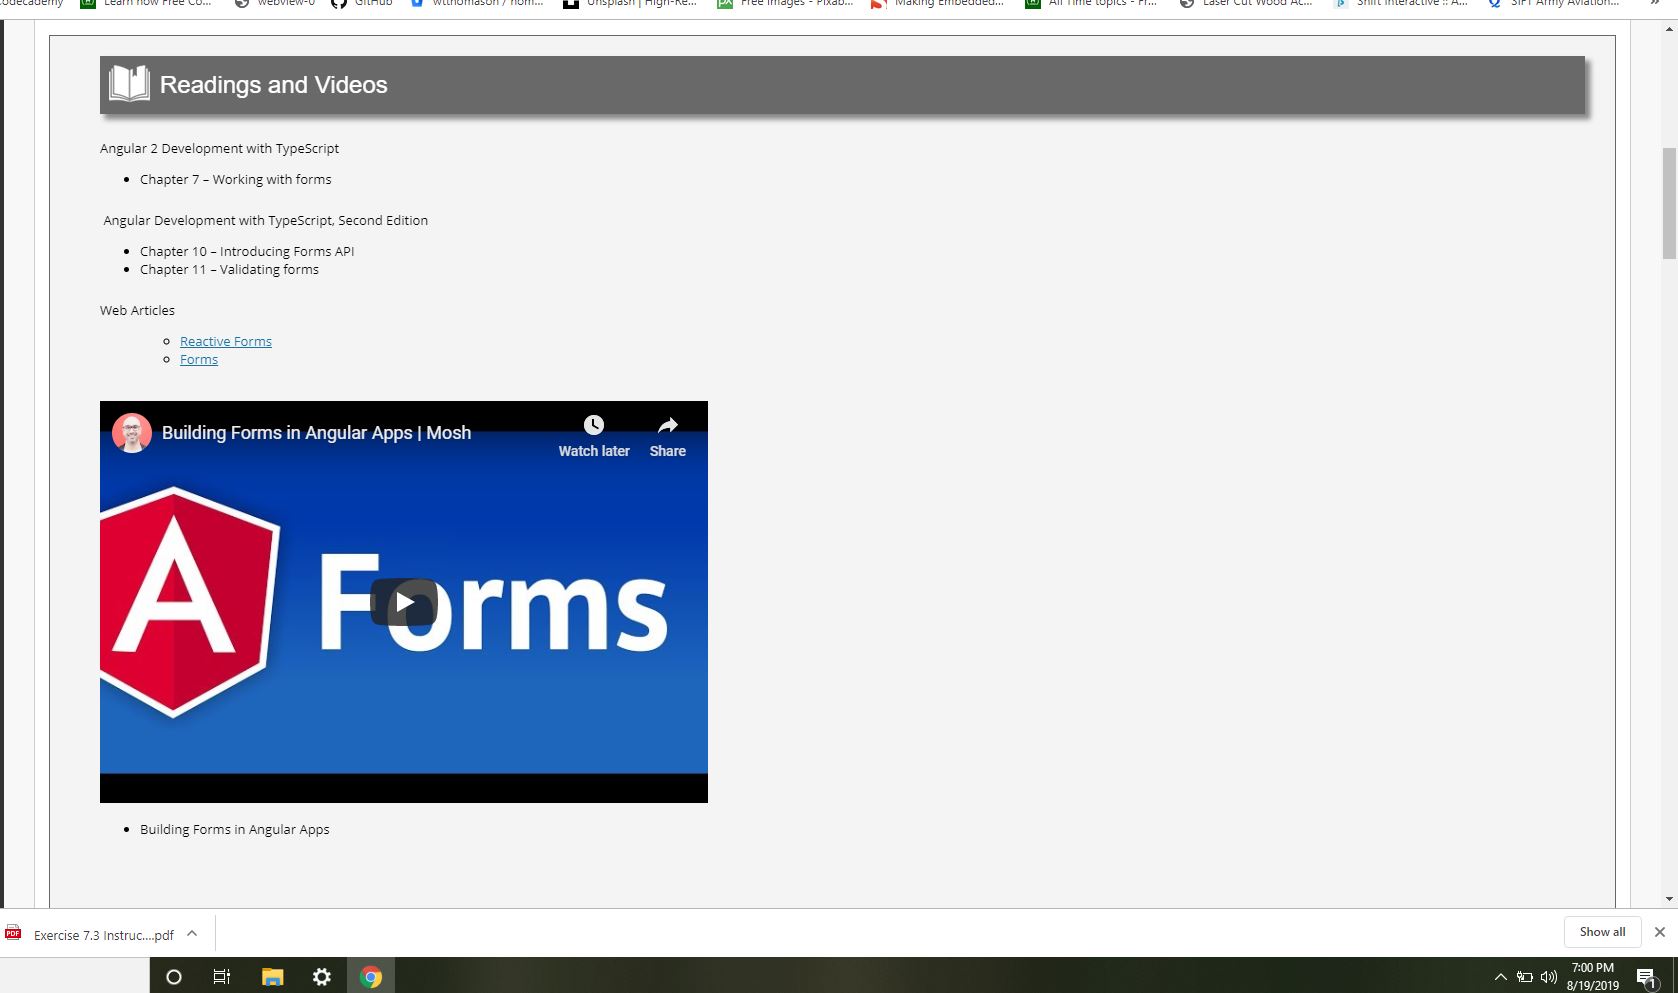 Learn how Free Co...
webview-0
GitHub
wtthomason / hom...
Unsplash | High-Re...
Free Images - Pixab...
Making Embedded...
All Time topics - Fr...
Laser Cut Wood Ac...
Shift Interactive :: A...
SIFT Army Aviation...
Readings and Videos
Angular 2 Development with TypeScript
• Chapter 7 – Working with forms
Angular Development with TypeScript, Second Edition
• Chapter 10 – Introducing Forms API
• Chapter 11 – Validating forms
Web Articles
Reactive Forms
Forms
Building Forms in Angular Apps | Mosh
Watch later
Share
A Forms
• Building Forms in Angular Apps
PDF
Exercise 7.3 Instruc....pdf
Show all
7:00 PM
8/19/2019
1